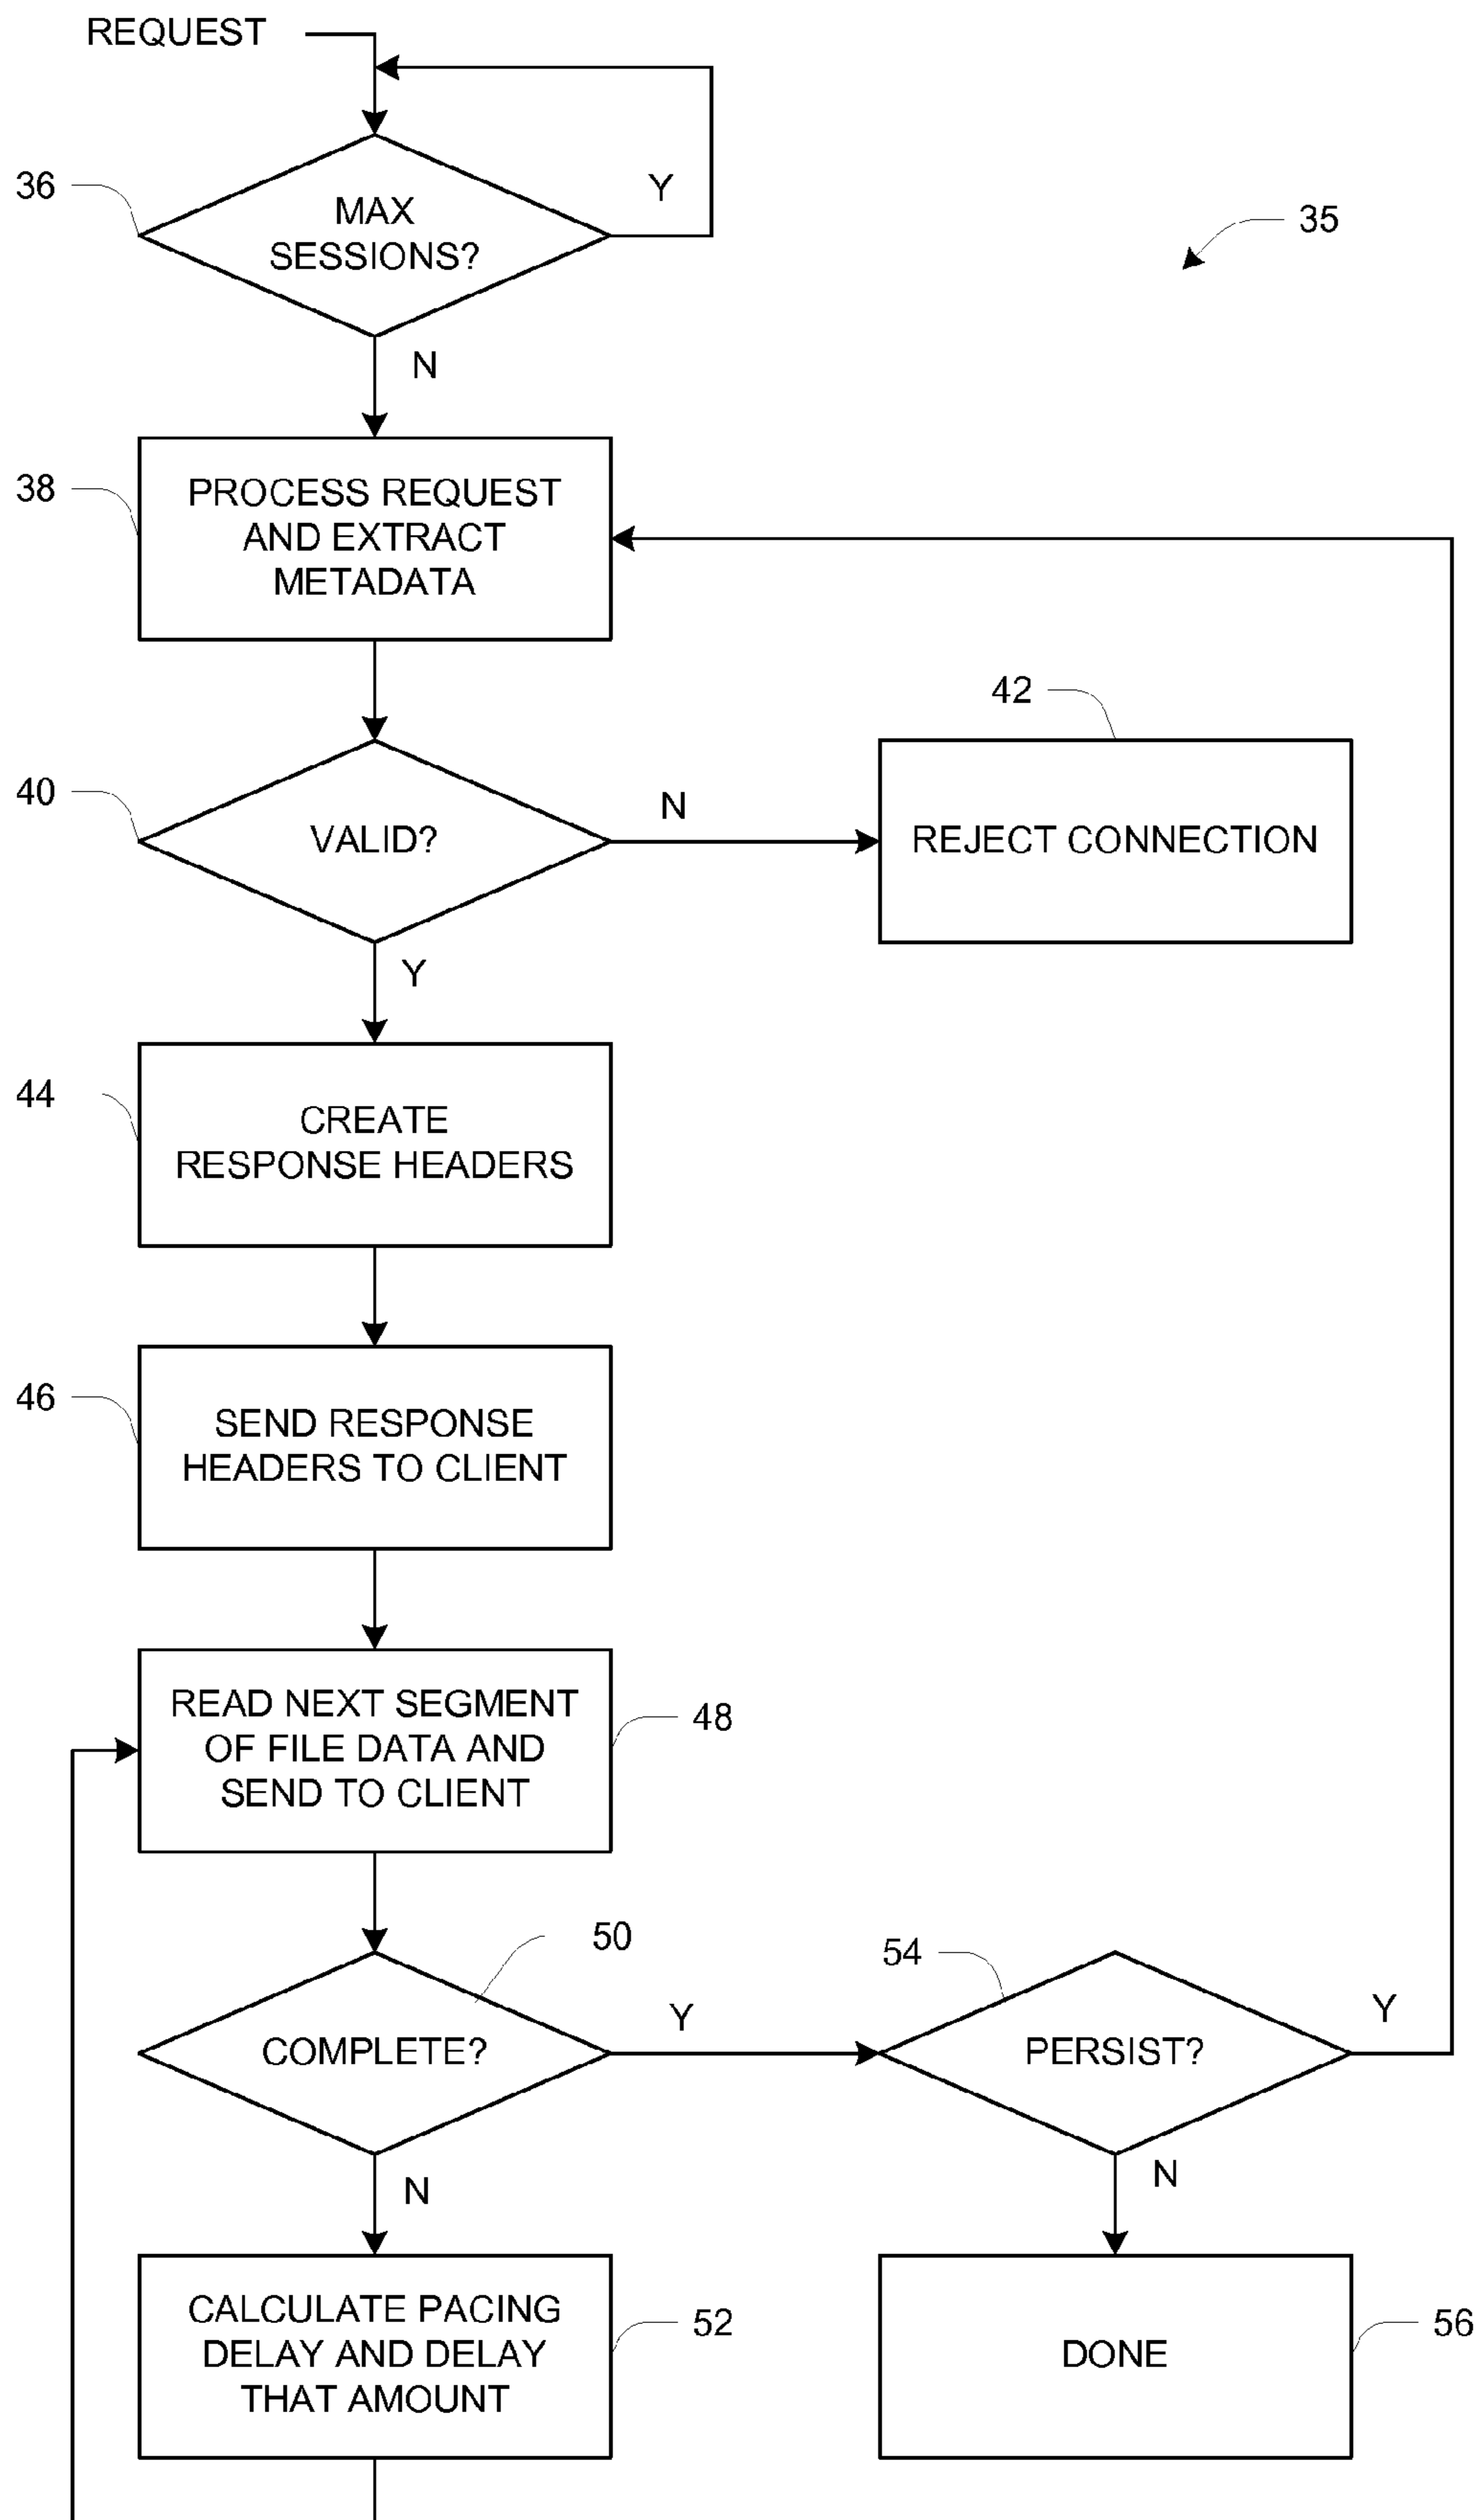 REQUEST
36
MAX
SESSIONS?
Y
35
N
38
PROCESS REQUEST
AND EXTRACT
METADATA
42
40
VALID?
N
REJECT CONNECTION
Y
44
CREATE
RESPONSE HEADERS
46
SEND RESPONSE
HEADERS TO CLIENT
READ NEXT SEGMENT
OF FILE DATA AND
SEND TO CLIENT
48
50
54
COMPLETE?
Y
PERSIST?
Y
N
N
CALCULATE PACING
DELAY AND DELAY
THAT AMOUNT
52
DONE
56